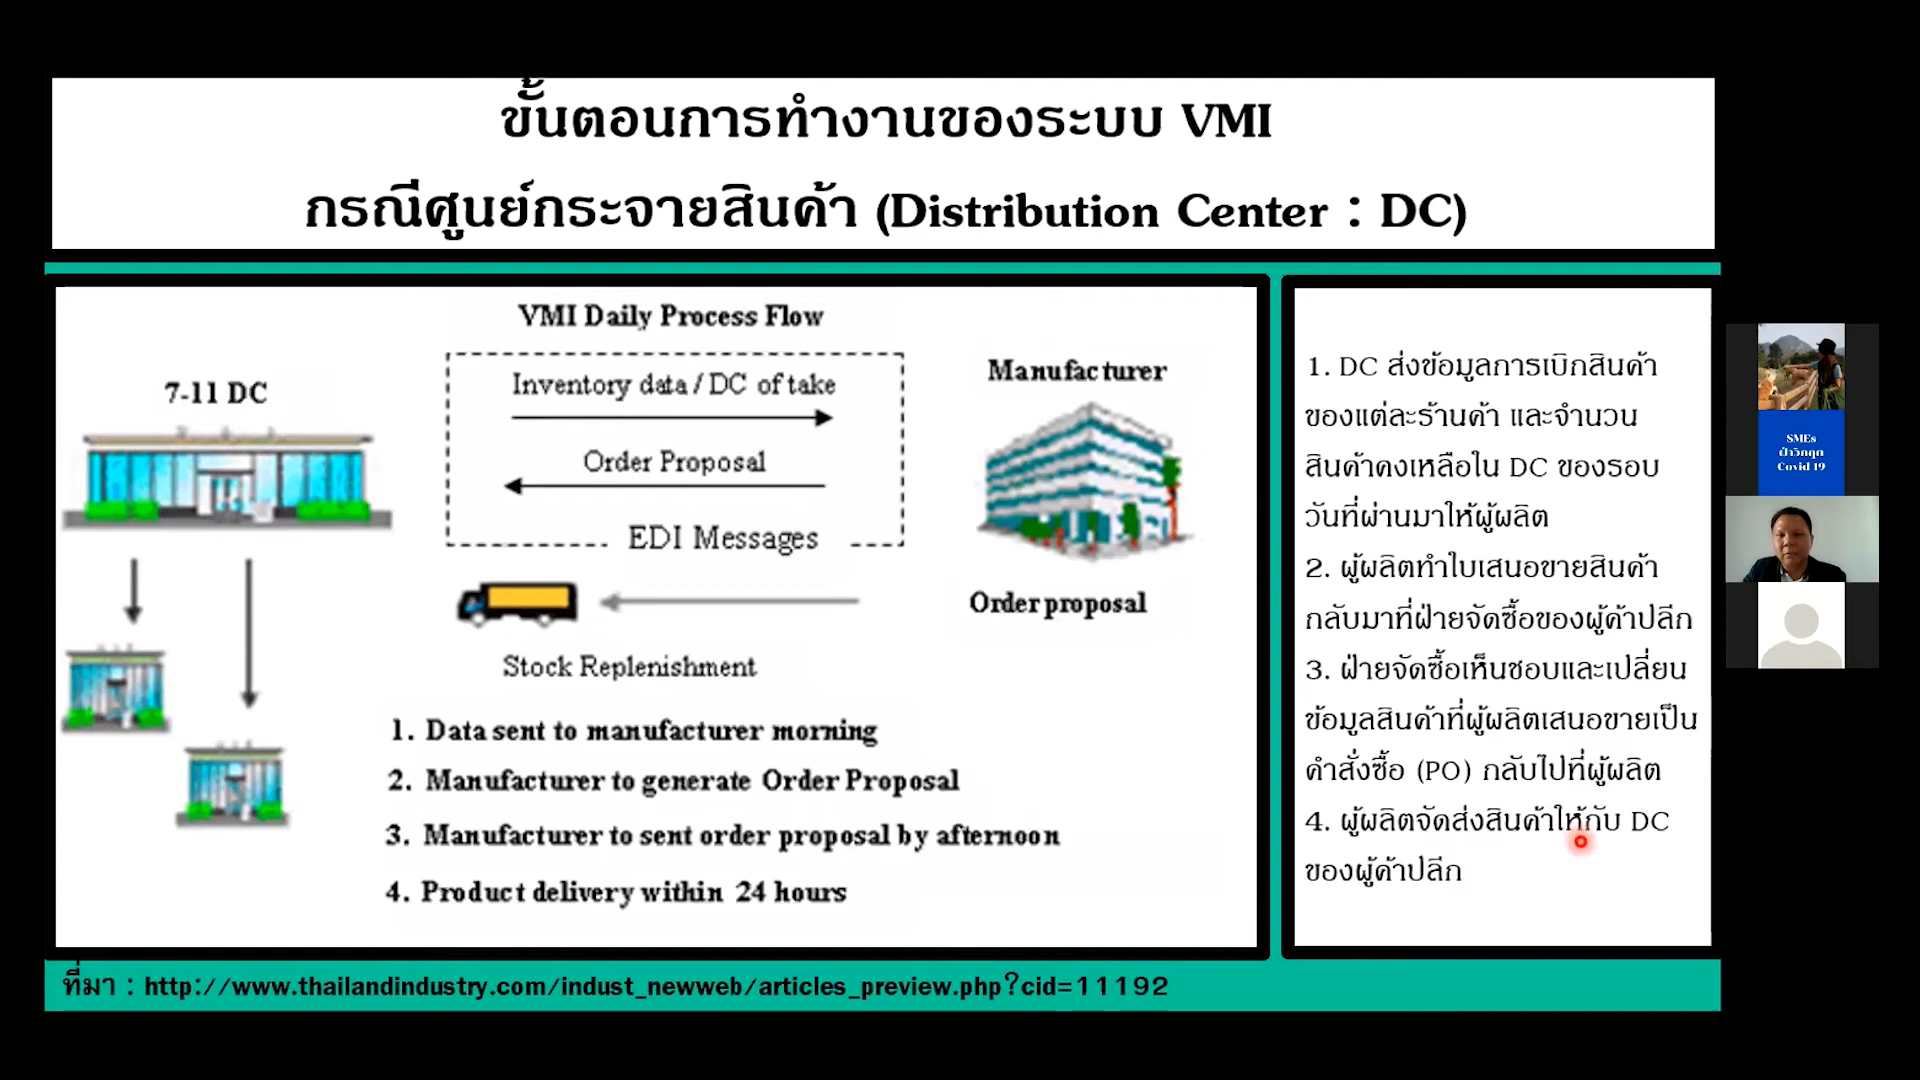 ขั้นตอนการทำงานของระบบ VMI
กรณีศูนย์กระจายสินค้า (Distribution Center : DC)
VMI Daily Process Flow
7-11 DC
Inventory data / DC of take
Order Proposal
EDI Messages
Manufacturer
Order proposal
Stock Replenishment
1. Data sent to manufacturer morning
2. Manufacturer to generate Order Proposal
3. Manufacturer to sent order proposal by afternoon
4. Product delivery within 24 hours
1. DC ส่งข้อมูลการเบิกสินค้า
ของแต่ละร้านค้า และจำนวน
สินค้าคงเหลือใน DC ของรอบ
วันที่ผ่านมาให้ผู้ผลิต
2. ผู้ผลิตทำใบเสนอขายสินค้า
กลับมาที่ฝ่ายจัดซื้อของผู้ค้าปลีก
3. ฝ่ายจัดซื้อเห็นชอบและเปลี่ยน
ข้อมูลสินค้าที่ผู้ผลิตเสนอขายเป็น
คำสั่งซื้อ (PO) กลับไปที่ผู้ผลิต
4. ผู้ผลิตจัดส่งสินค้าให้กับ DC
ของผู้ค้าปลีก
SMEs
ฝ่าวิกฤต
Covid 19
ที่มา : http://www.thailandindustry.com/indust_newweb/articles_preview.php?cid=11192